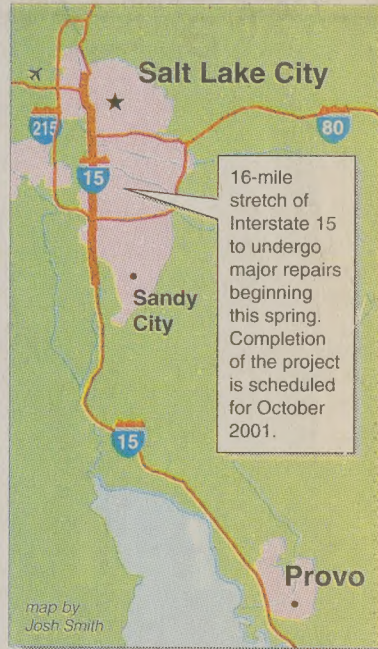 Salt Lake City
215
80
15
16-mile
stretch of
Interstate 15
to undergo
major repairs
beginning
this spring.
Completion
of the project
is scheduled
for October
2001.
Sandy
City
15
Provo
map by
Josh Smith